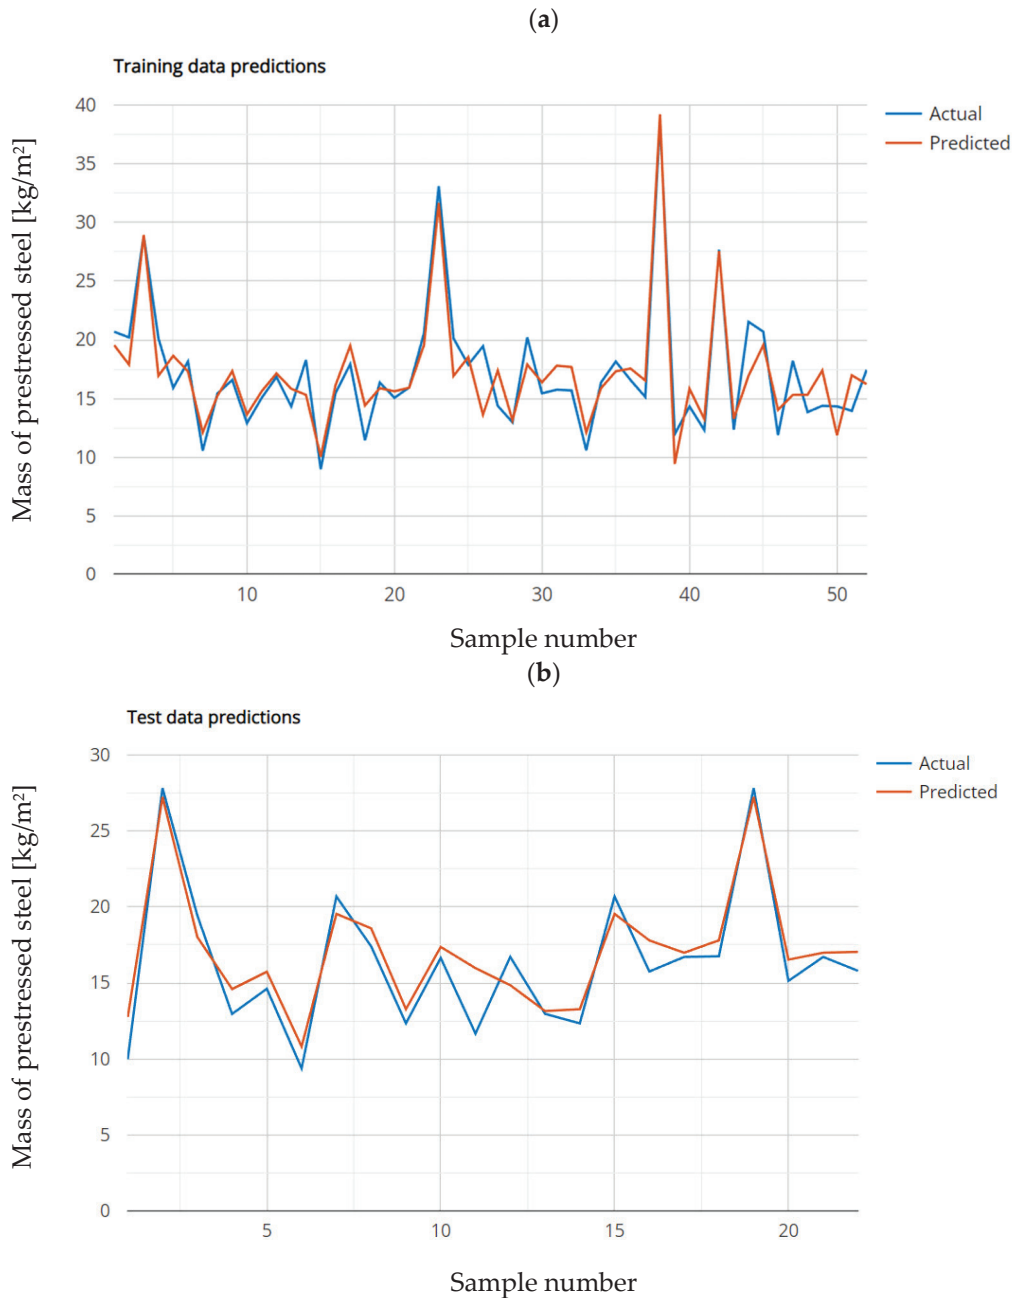 (a)
Training data predictions
Mass of prestressed steel [kg/m²]
40
35
30
25
20
15
10
5
0
10 20 30 40 50
Actual
Predicted
Sample number
(b)
Test data predictions
Mass of prestressed steel [kg/m²]
30
25
20
15
10
5
0
5 10 15 20
Actual
Predicted
Sample number